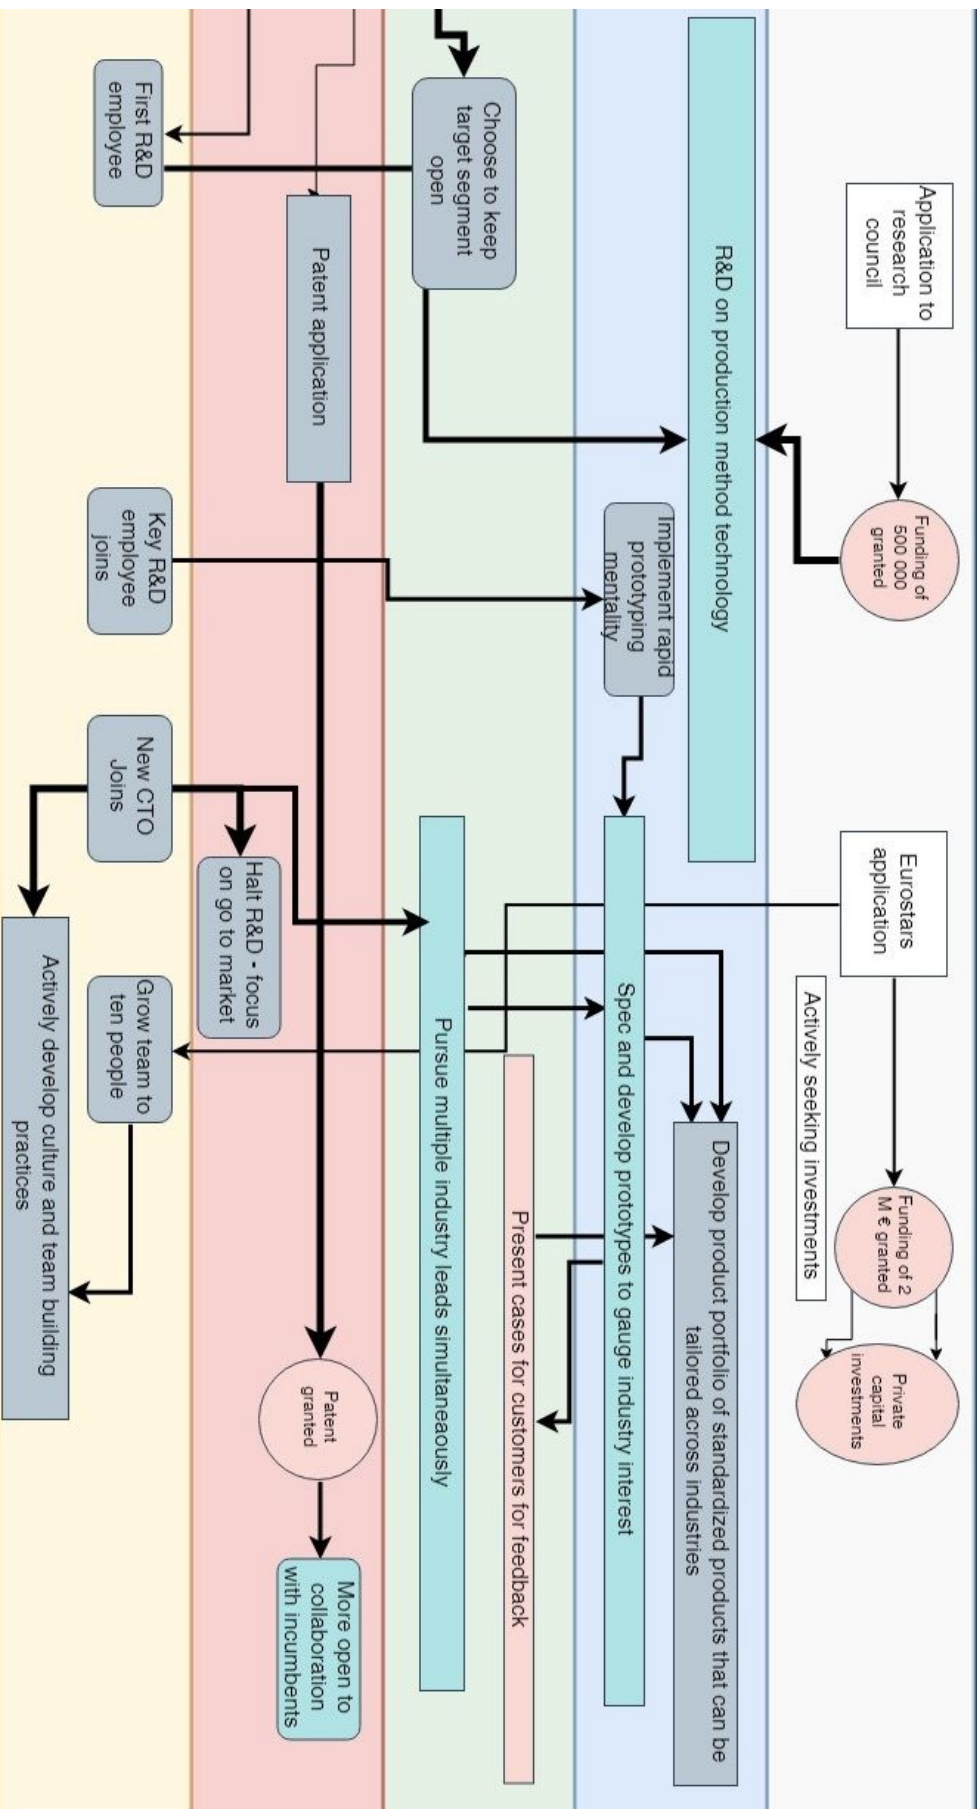 Application to
research
council
Funding of
500 000
granted
Eurostars
application
Actively seeking investments
Funding of 2
M € granted
Private
capital
investments
R&D on production method technology
Implement rapid
prototyping
mentality
Develop product portfolio of standardized products that can be
tailored across industries
Spec and develop prototypes to gauge industry interest
Choose to keep
target segment
open
Present cases for customers for feedback
Pursue multiple industry leads simultaneaously
Patent application
Halt R&D - focus
on go to market
Patent
granted
More open to
collaboration
with incumbents
First R&D
employee
Key R&D
employee
joins
New CTO
Joins
Grow team to
ten people
Actively develop culture and team building
practices